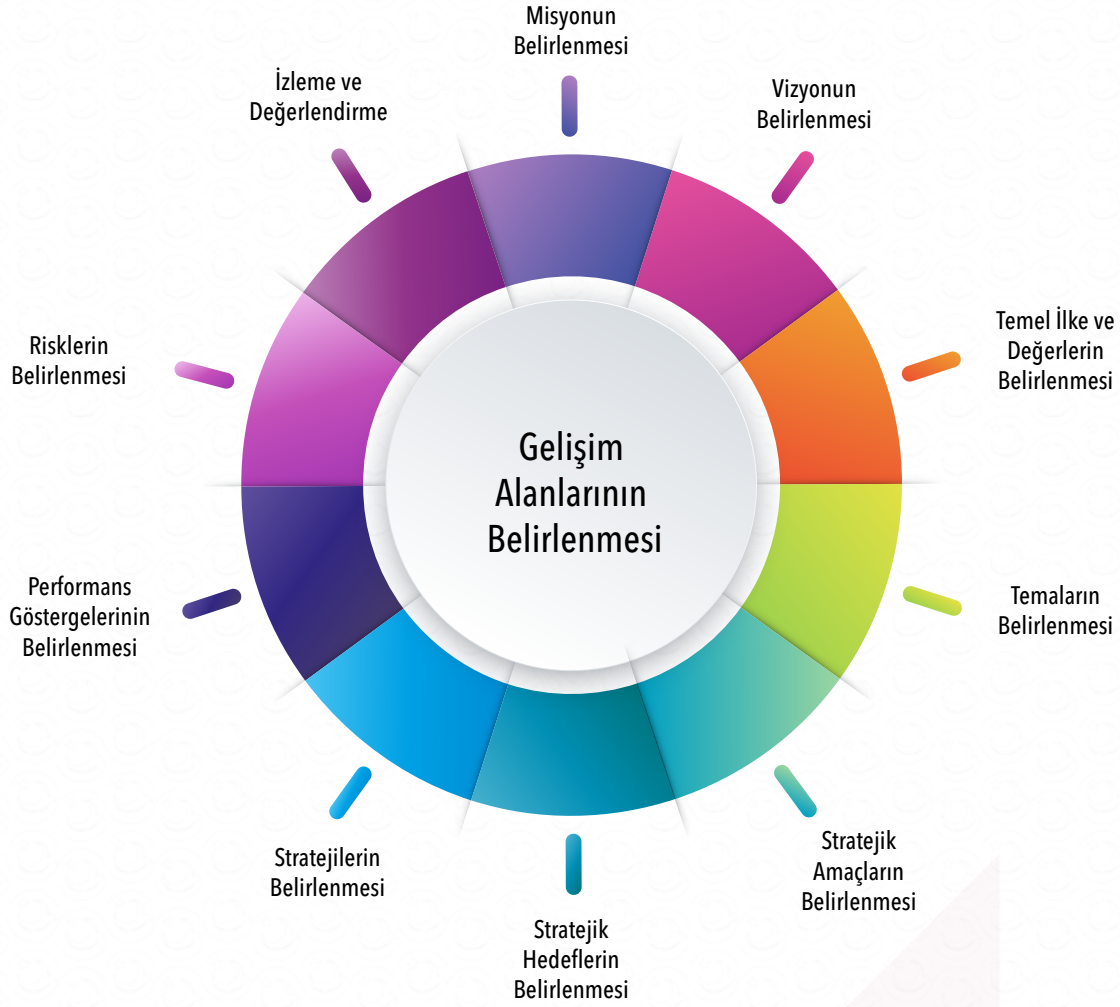 Misyonun
Belirlenmesi
Vizyonun
Belirlenmesi
Temel İlke ve
Değerlerin
Belirlenmesi
Temaların
Belirlenmesi
Stratejik
Amaçların
Belirlenmesi
Stratejik
Hedeflerin
Belirlenmesi
Stratejilerin
Belirlenmesi
Performans
Göstergelerinin
Belirlenmesi
Risklerin
Belirlenmesi
İzleme ve
Değerlendirme
Gelişim
Alanlarının
Belirlenmesi